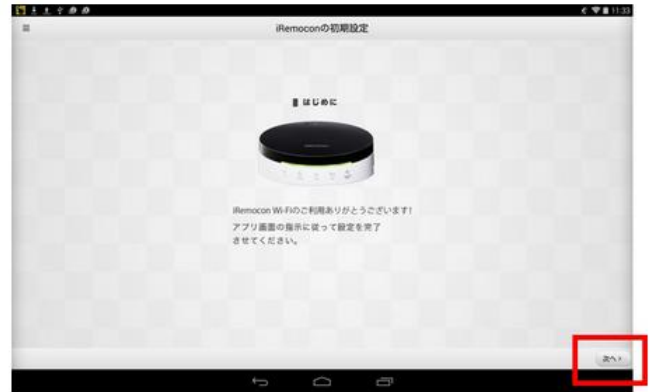 11:33
iRemoconの初期設定
はじめに
iRemocon Wi-Fiのご利用ありがとうございます!
アプリ画面の指示に従って設定を完了
させてください。
次へ ›